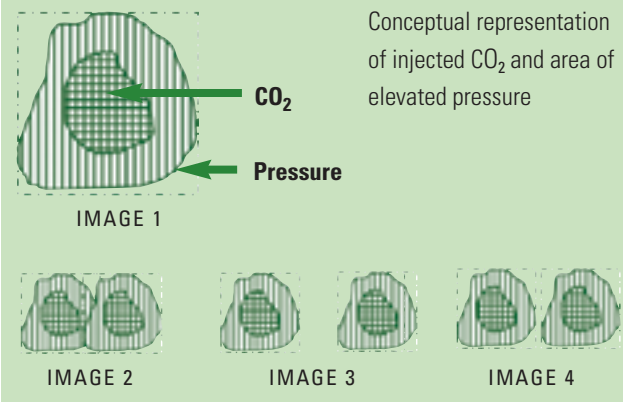 Conceptual representation
of injected CO₂ and area of
elevated pressure
CO₂
Pressure
IMAGE 1
IMAGE 2
IMAGE 3
IMAGE 4